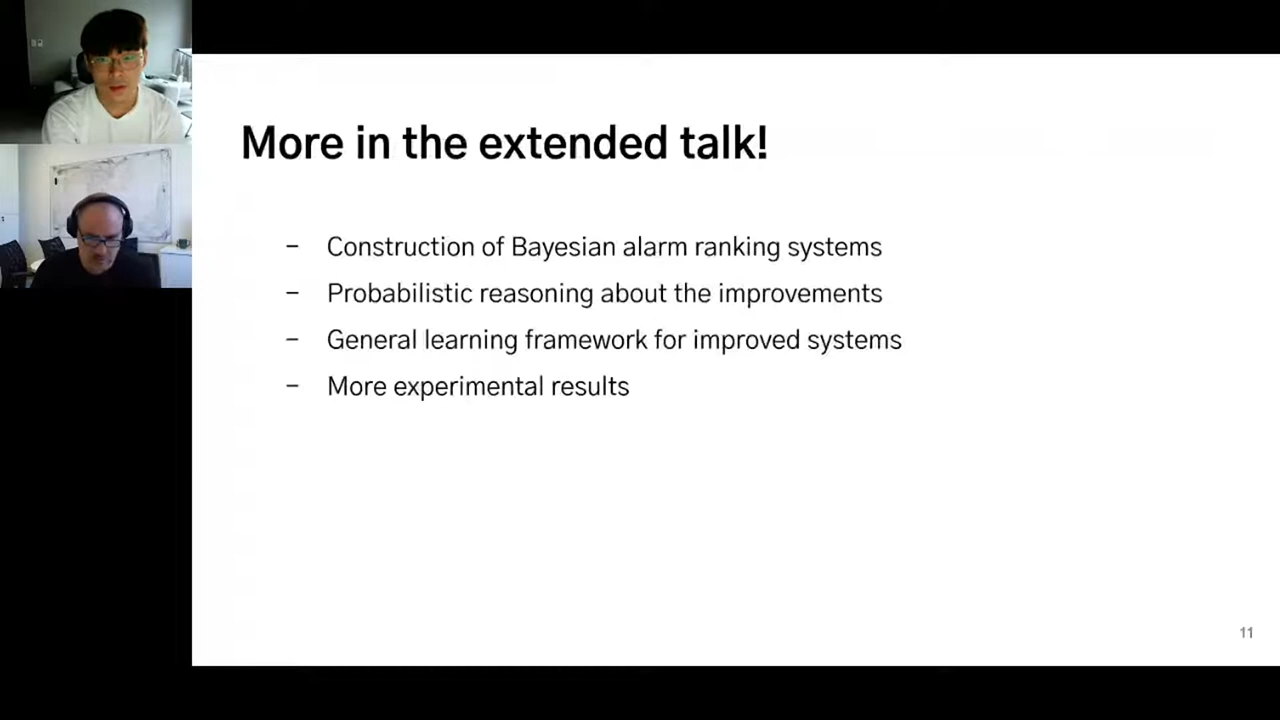 More in the extended talk!
- Construction of Bayesian alarm ranking systems
- Probabilistic reasoning about the improvements
- General learning framework for improved systems
- More experimental results
11